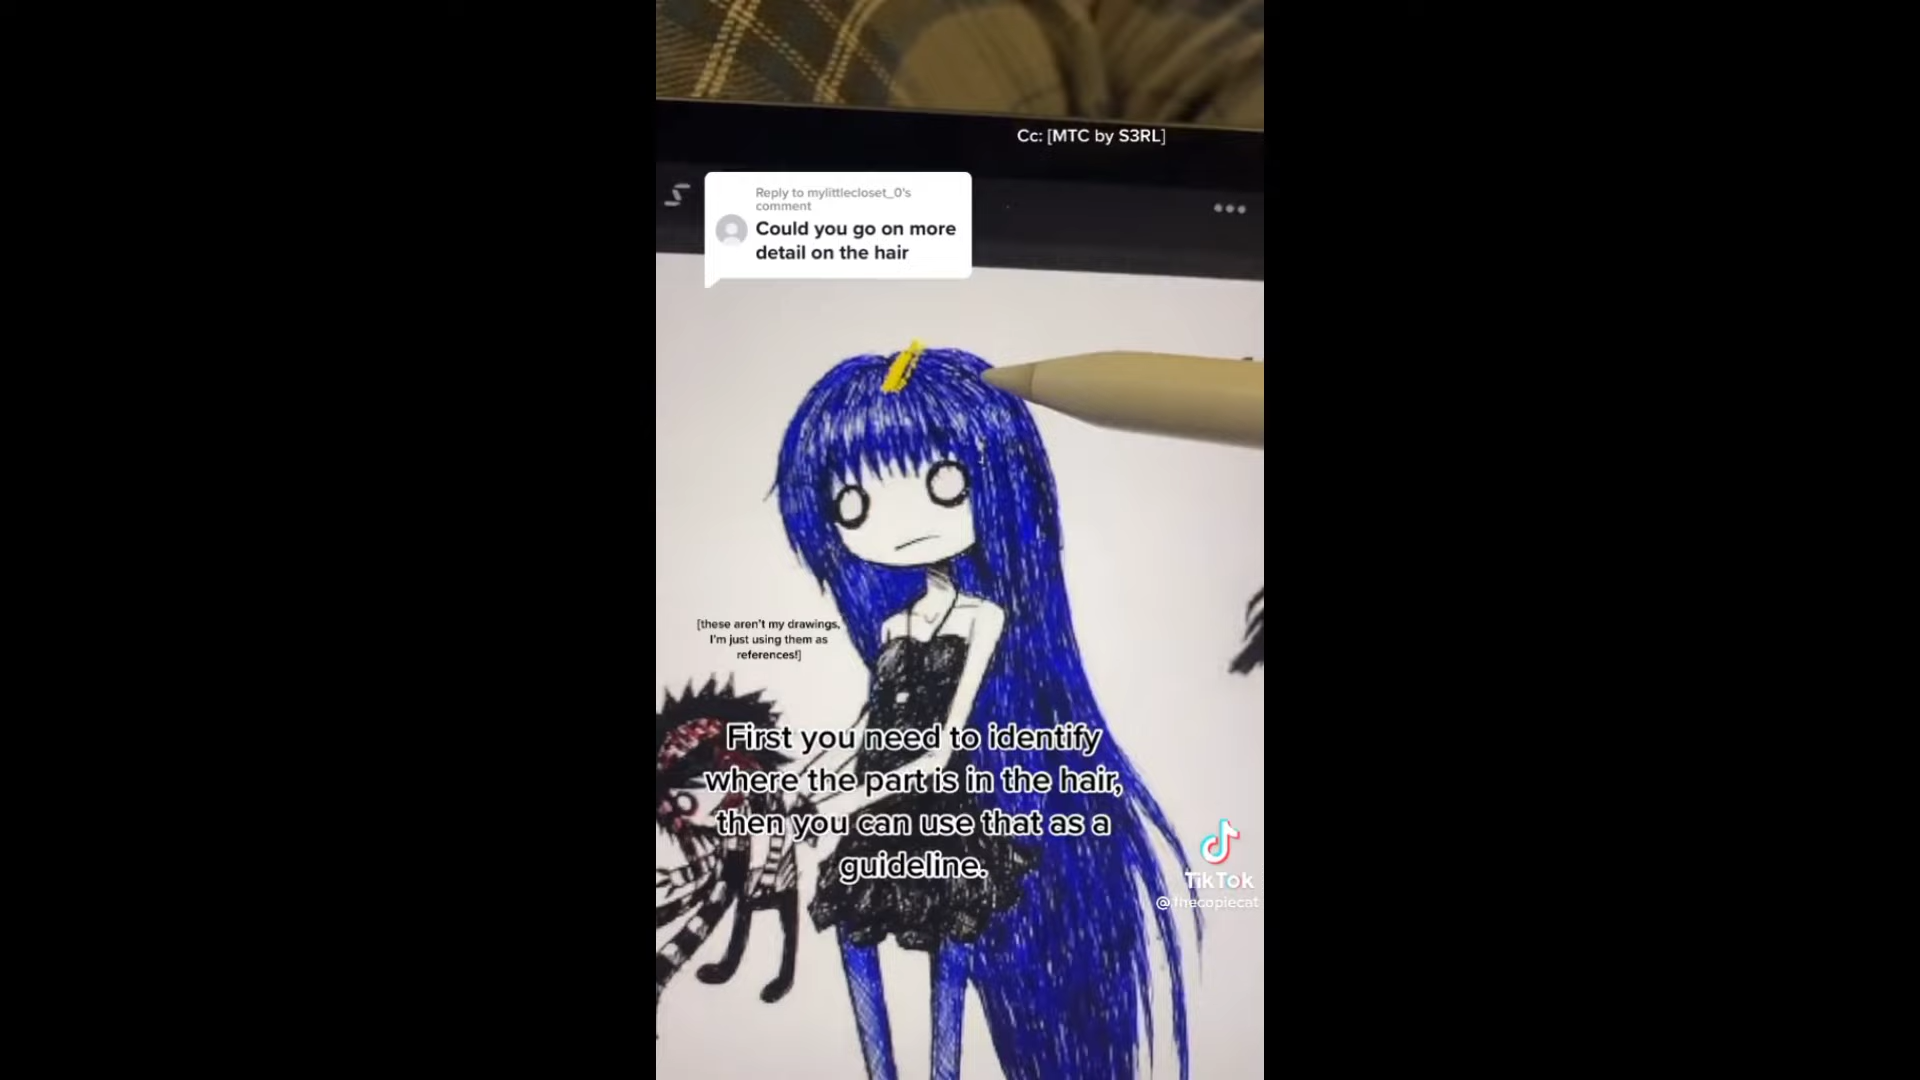 Cc: [MTC by S3RL]
Reply to mylittlecloset_0's
comment
Could you go on more
detail on the hair
[these aren't my drawings,
I'm just using them as
references!]
First you need to identify
where the part is in the hair,
then you can use that as a
guideline.
TikTok
@thecopiecat